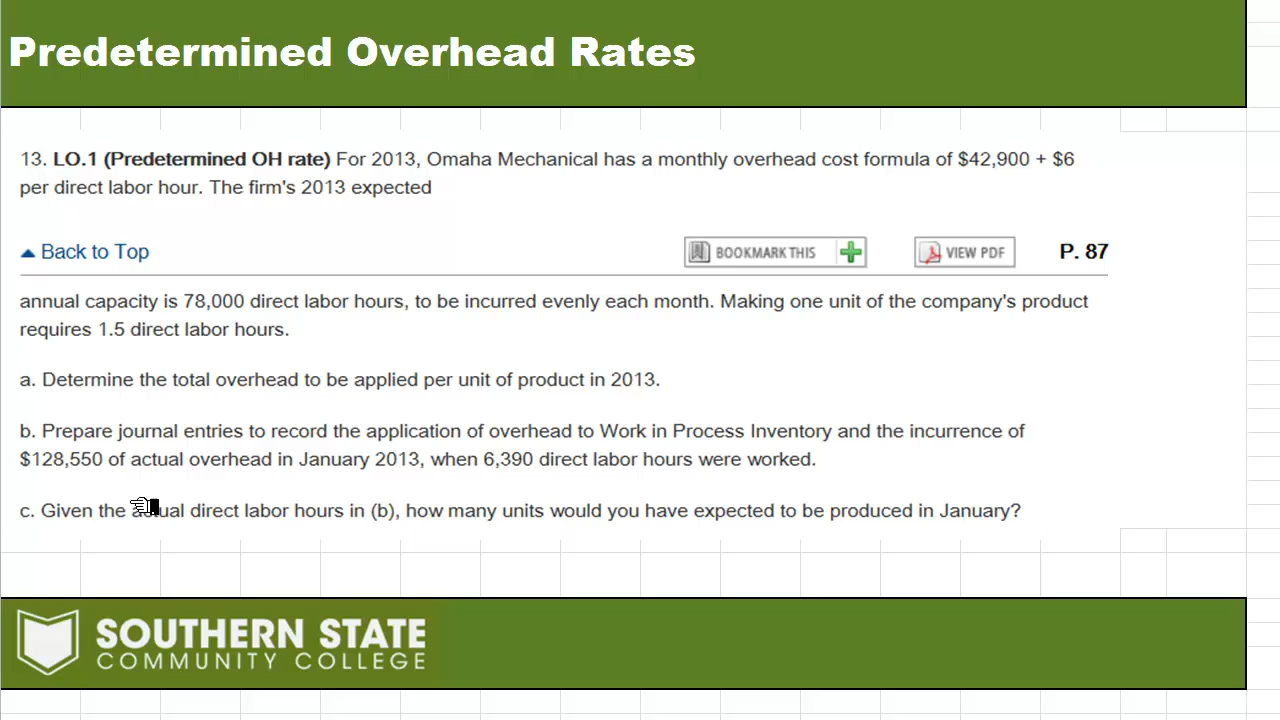 Predetermined Overhead Rates
13. LO.1 (Predetermined OH rate) For 2013, Omaha Mechanical has a monthly overhead cost formula of $42,900 + $6
per direct labor hour. The firm's 2013 expected
Back to Top
BOOKMARK THIS
VIEW PDF
P. 87
annual capacity is 78,000 direct labor hours, to be incurred evenly each month. Making one unit of the company's product
requires 1.5 direct labor hours.
a. Determine the total overhead to be applied per unit of product in 2013.
b. Prepare journal entries to record the application of overhead to Work in Process Inventory and the incurrence of
$128,550 of actual overhead in January 2013, when 6,390 direct labor hours were worked.
c. Given the actual direct labor hours in (b), how many units would you have expected to be produced in January?
SOUTHERN STATE
COMMUNITY COLLEGE